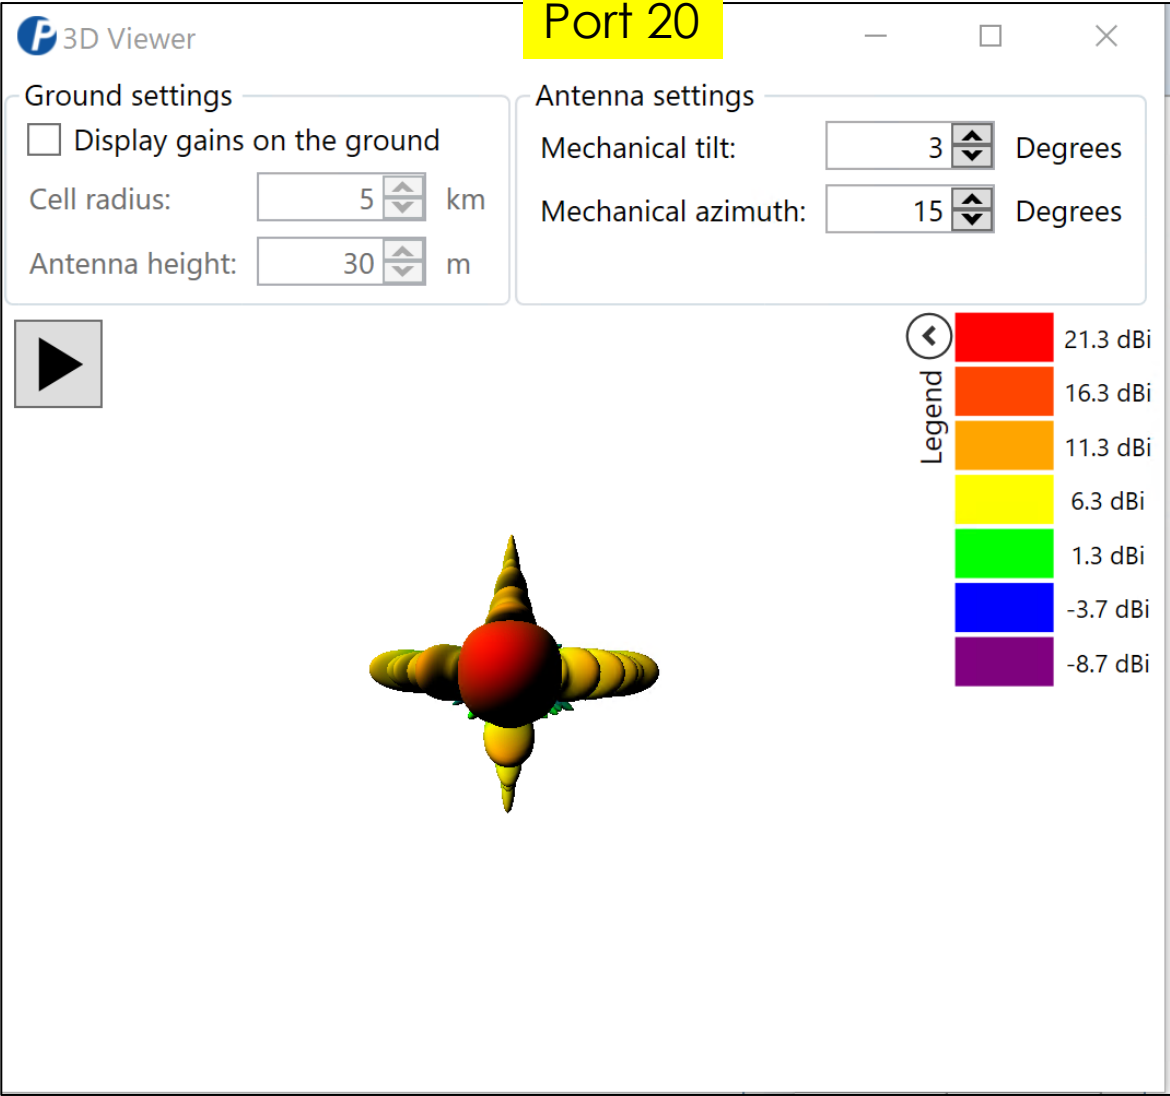 Port 20
3D Viewer
Ground settings
Display gains on the ground
Cell radius: 5 km
Antenna height: 30 m
Antenna settings
Mechanical tilt: 3 Degrees
Mechanical azimuth: 15 Degrees
Legend
21.3 dBi
16.3 dBi
11.3 dBi
6.3 dBi
1.3 dBi
-3.7 dBi
-8.7 dBi